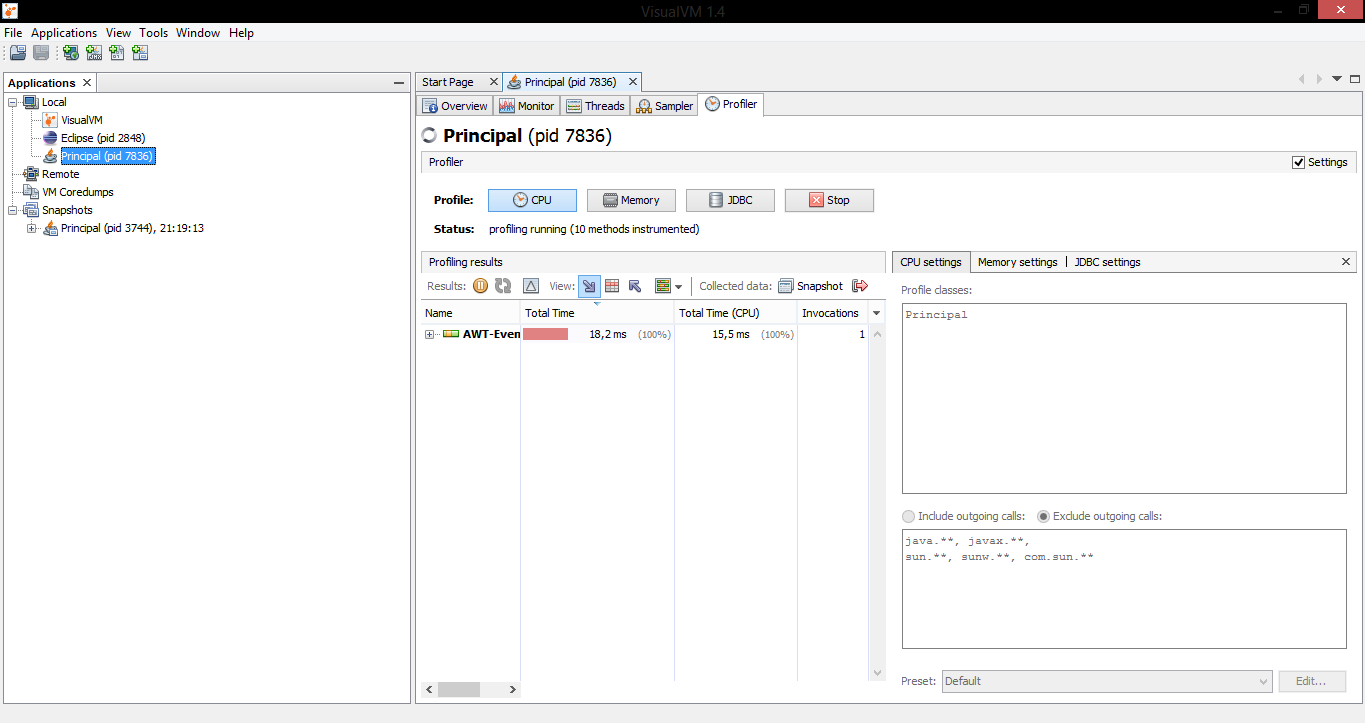 VisualVM 1.4
File Applications View Tools Window Help
Applications
Local
VisualVM
Eclipse (pid 2848)
Principal (pid 7836)
Remote
VM Coredumps
Snapshots
Principal (pid 3744), 21:19:13
Start Page Principal (pid 7836)
Overview Monitor Threads Sampler Profiler
Principal (pid 7836)
Profiler Settings
Profile: CPU Memory JDBC Stop
Status: profiling running (10 methods instrumented)
Profiling results
Results: View: Collected data: Snapshot
Name Total Time Total Time (CPU) Invocations
AWT-Even 18,2 ms (100%) 15,5 ms (100%) 1
CPU settings Memory settings JDBC settings
Profile classes:
Principal
Include outgoing calls: Exclude outgoing calls:
java.**, javax.**,
sun.**, sunw.**, com.sun.**
Preset: Default Edit...